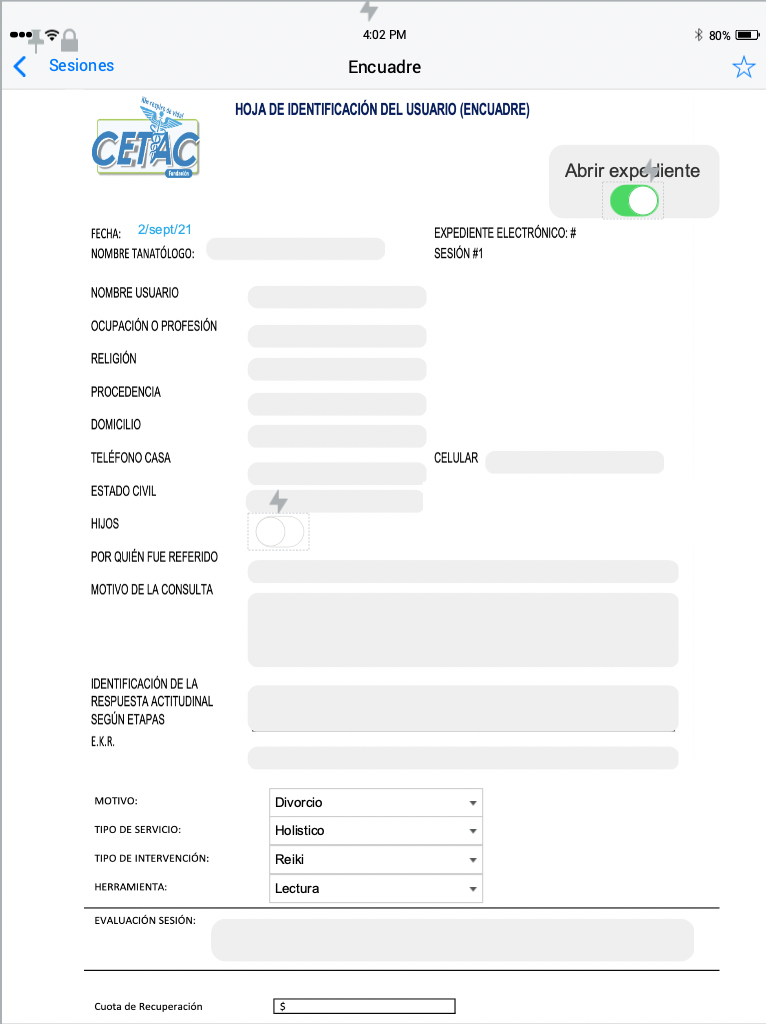 4:02 PM
80%
Sesiones
Encuadre
¡Un respiro de vida!
CETAC
Fundación
HOJA DE IDENTIFICACIÓN DEL USUARIO (ENCUADRE)
Abrir expediente
FECHA: 2/sept/21
EXPEDIENTE ELECTRÓNICO: #
NOMBRE TANATÓLOGO:
SESIÓN #1
NOMBRE USUARIO
OCUPACIÓN O PROFESIÓN
RELIGIÓN
PROCEDENCIA
DOMICILIO
TELÉFONO CASA
CELULAR
ESTADO CIVIL
HIJOS
POR QUIÉN FUE REFERIDO
MOTIVO DE LA CONSULTA
IDENTIFICACIÓN DE LA
RESPUESTA ACTITUDINAL
SEGÚN ETAPAS
E.K.R.
MOTIVO: Divorcio
TIPO DE SERVICIO: Holistico
TIPO DE INTERVENCIÓN: Reiki
HERRAMIENTA: Lectura
EVALUACIÓN SESIÓN:
Cuota de Recuperación $